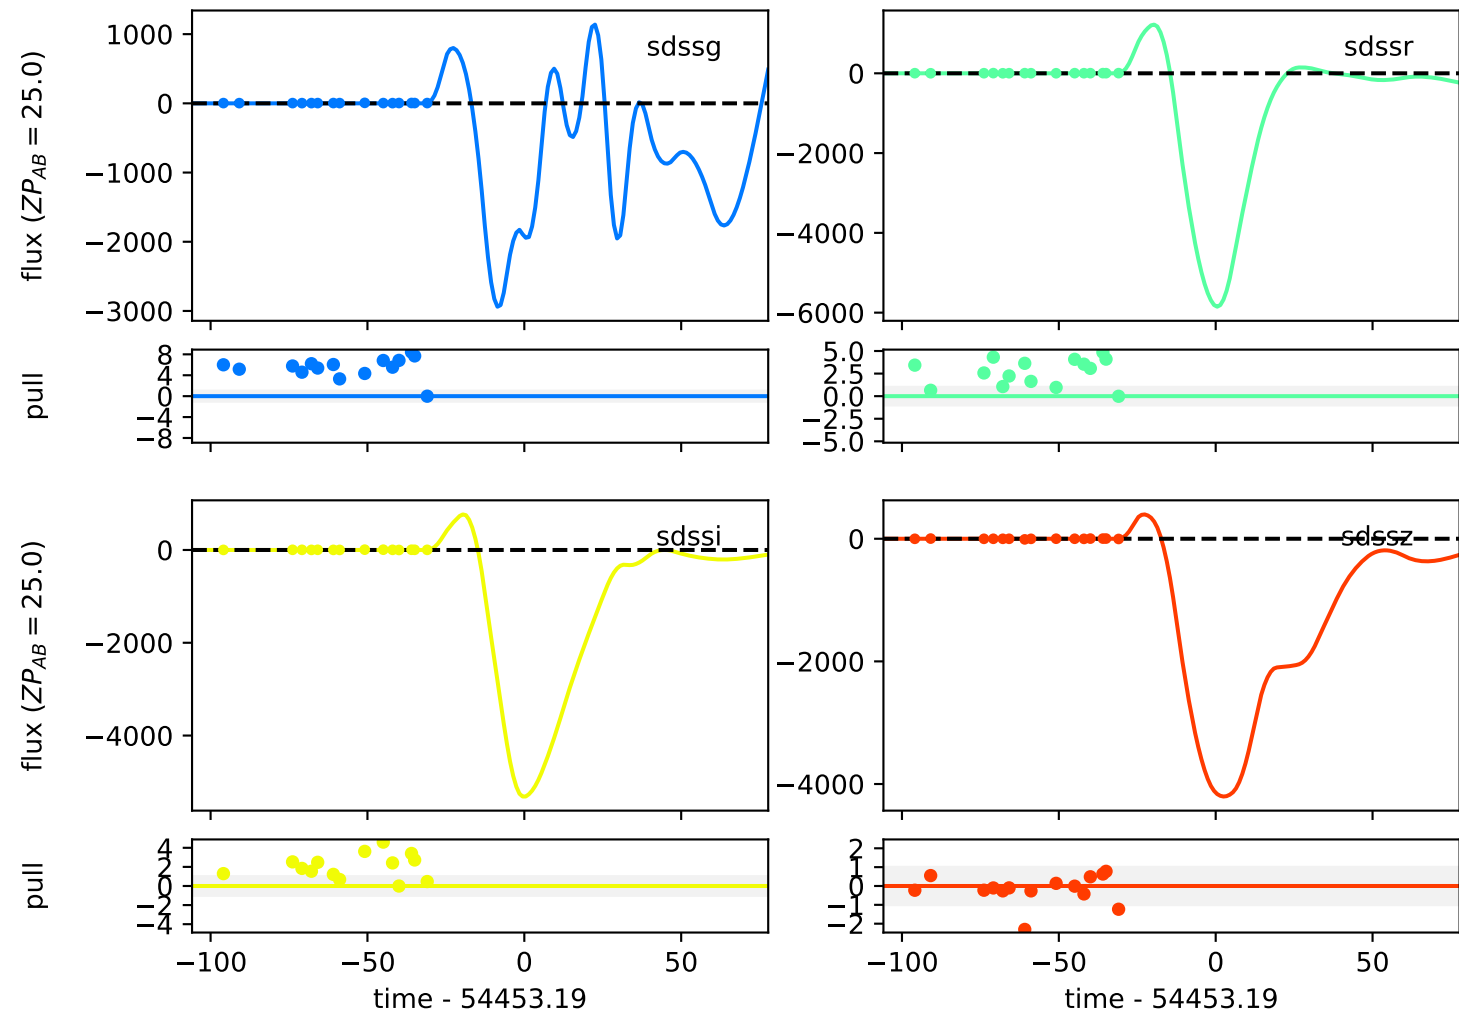 sdssg
1000
0
−1000
−2000
−3000
flux (ZP_AB = 25.0)
sdssr
0
−2000
−4000
−6000
8
4
0
−4
−8
pull
5.0
2.5
0.0
−2.5
−5.0
sdssi
0
−2000
−4000
flux (ZP_AB = 25.0)
sdssz
0
−2000
−4000
4
2
0
−2
−4
pull
2
1
0
−1
−2
−100 −50 0 50
time - 54453.19
−100 −50 0 50
time - 54453.19